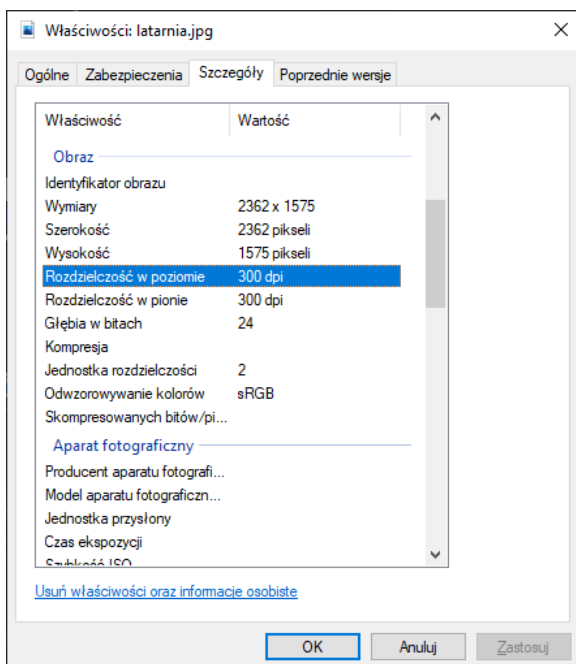 Właściwości: latarnia.jpg
Ogólne Zabezpieczenia Szczegóły Poprzednie wersje
Właściwość Wartość
Obraz
Identyfikator obrazu
Wymiary 2362 x 1575
Szerokość 2362 pikseli
Wysokość 1575 pikseli
Rozdzielczość w poziomie 300 dpi
Rozdzielczość w pionie 300 dpi
Głębia w bitach 24
Kompresja
Jednostka rozdzielczości 2
Odwzorowywanie kolorów sRGB
Skompresowanych bitów/pi...
Aparat fotograficzny
Producent aparatu fotografi...
Model aparatu fotograficzn...
Jednostka przysłony
Czas ekspozycji
Szybkość ISO
Usuń właściwości oraz informacje osobiste
OK Anuluj Zastosuj